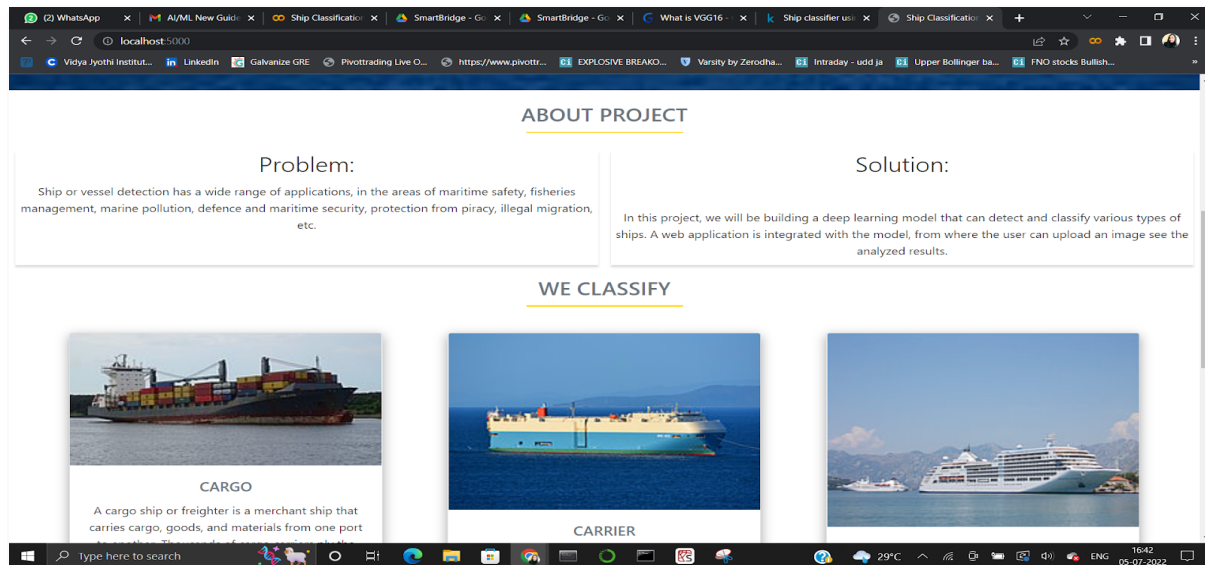 (2) WhatsApp
AI/ML New Guide
Ship Classification
SmartBridge - Go
SmartBridge - Go
What is VGG16 -
Ship classifier usi
Ship Classification
localhost:5000
Vidya Jyothi Institut...
LinkedIn
Galvanize GRE
Pivottrading Live O...
https://www.pivottr...
EXPLOSIVE BREAKO...
Varsity by Zerodha...
Intraday - udd ja
Upper Bollinger ba...
FNO stocks Bullish...
»
ABOUT PROJECT
Problem:
Ship or vessel detection has a wide range of applications, in the areas of maritime safety, fisheries
management, marine pollution, defence and maritime security, protection from piracy, illegal migration,
etc.
Solution:
In this project, we will be building a deep learning model that can detect and classify various types of
ships. A web application is integrated with the model, from where the user can upload an image see the
analyzed results.
WE CLASSIFY
CARGO
A cargo ship or freighter is a merchant ship that
carries cargo, goods, and materials from one port
CARRIER
Type here to search
29°C
ENG
16:42
05-07-2022